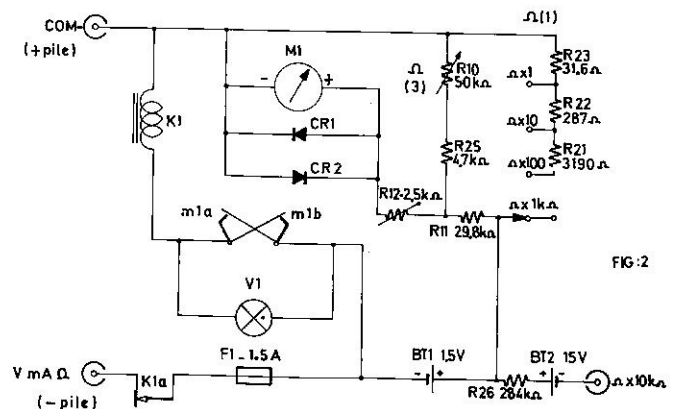 COM-
(+pile)
K1
M1
-
+
CR1
CR2
Ω
(3)
R10
50kΩ
R25
4,7kΩ
Ω(1)
R23
31.6Ω
Ωx1
R22
287Ω
Ωx10
R21
3190Ω
Ωx100
R12-2,5kΩ
R11 29,8kΩ
Ωx1kΩ
m1a
m1b
V1
FIG:2
F1_1.5A
BT1 1,5V
- +
R26 284kΩ
BT2 15V
+ -
Ωx10kΩ
V mA Ω
(-pile)
K1a